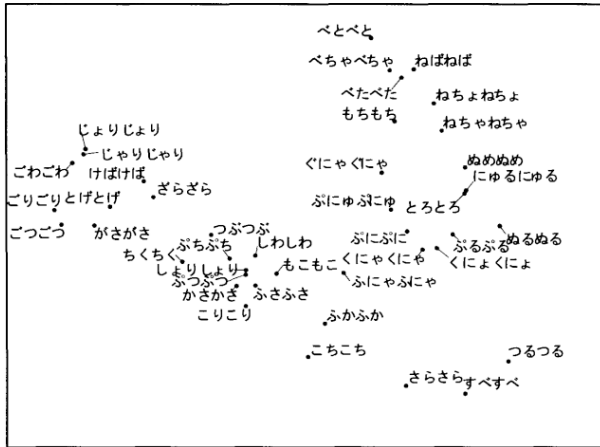 べとべと
べちゃべちゃ
ねばねば
べたべた
ねちょねちょ
もちもち
ねちゃねちゃ
じょりじょり
じゃりじゃり
ごわごわ
けばけば
ぐにゃぐにゃ
ぬめぬめ
にゅるにゅる
ざらざら
ごりごり
とげとげ
ぷにゅぷにゅ
とろとろ
ごつごつ
がさがさ
つぶつぶ
ぷにぷに
ぷるぷる
ぬるぬる
ちくちく
ぷちぷち
しわしわ
くにゃくにゃ
くにょくにょ
しょりしょり
もこもこ
ぶつぶつ
ふにゃふにゃ
かさかさ
ふさふさ
こりこり
ふかふか
こちこち
つるつる
さらさら
すべすべ